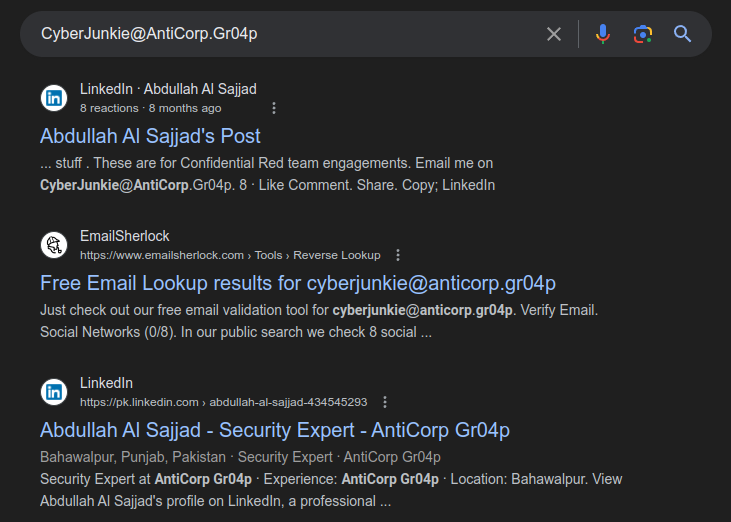 CyberJunkie@AntiCorp.Gr04p
LinkedIn · Abdullah Al Sajjad
8 reactions · 8 months ago
Abdullah Al Sajjad's Post
... stuff . These are for Confidential Red team engagements. Email me on
CyberJunkie@AntiCorp.Gr04p. 8 · Like Comment. Share. Copy; LinkedIn
EmailSherlock
https://www.emailsherlock.com › Tools › Reverse Lookup
Free Email Lookup results for cyberjunkie@anticorp.gr04p
Just check out our free email validation tool for cyberjunkie@anticorp.gr04p. Verify Email.
Social Networks (0/8). In our public search we check 8 social ...
LinkedIn
https://pk.linkedin.com › abdullah-al-sajjad-434545293
Abdullah Al Sajjad - Security Expert - AntiCorp Gr04p
Bahawalpur, Punjab, Pakistan · Security Expert · AntiCorp Gr04p
Security Expert at AntiCorp Gr04p · Experience: AntiCorp Gr04p · Location: Bahawalpur. View
Abdullah Al Sajjad's profile on LinkedIn, a professional ...